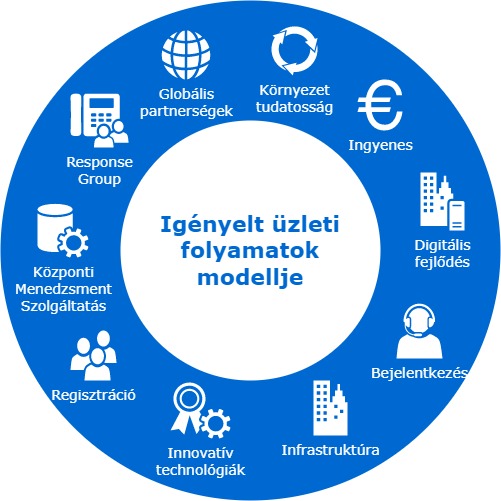 Igényelt üzleti
folyamatok
modellje
Globális
partnerségek
Környezet
tudatosság
Ingyenes
Digitális
fejlődés
Bejelentkezés
Infrastruktúra
Innovatív
technológiák
Regisztráció
Központi
Menedzsment
Szolgáltatás
Response
Group